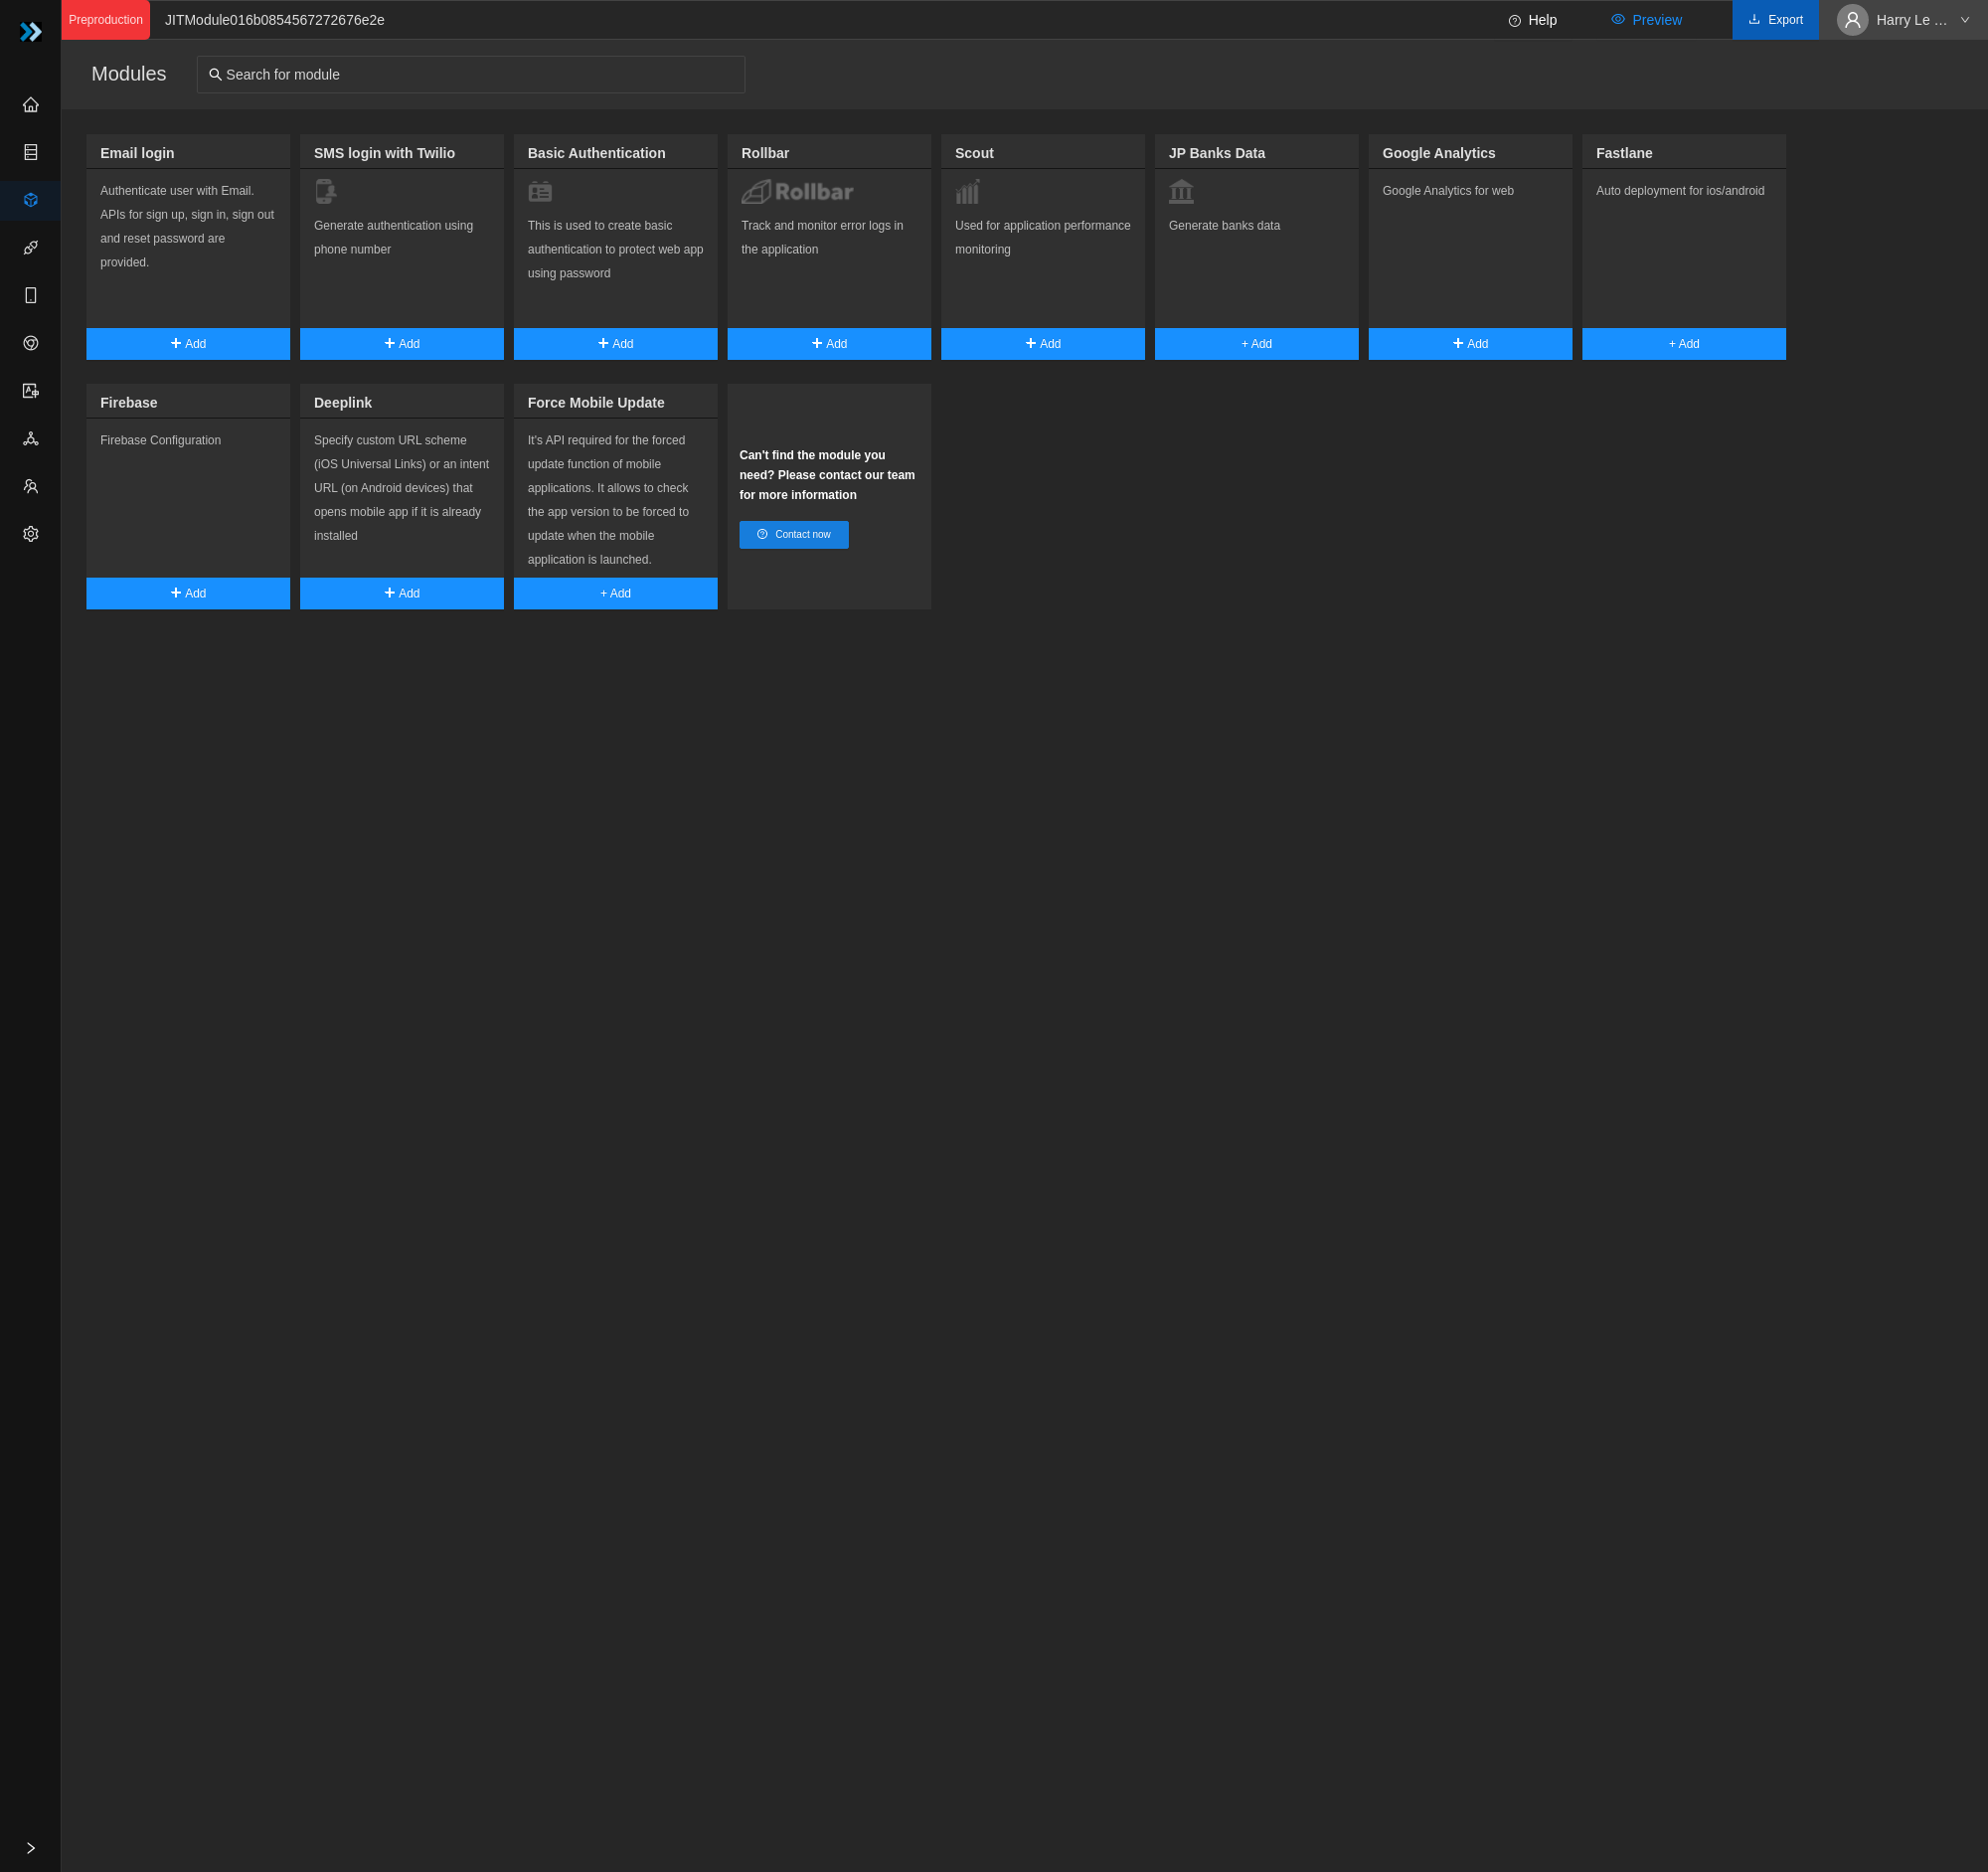 Preproduction
JITModule016b0854567272676e2e
Help
Preview
Export
Harry Le ...
Modules
Search for module
Email login
Authenticate user with Email.
APIs for sign up, sign in, sign out
and reset password are
provided.
Add
SMS login with Twilio
Generate authentication using
phone number
Add
Basic Authentication
This is used to create basic
authentication to protect web app
using password
Add
Rollbar
Rollbar
Track and monitor error logs in
the application
Add
Scout
Used for application performance
monitoring
Add
JP Banks Data
Generate banks data
+ Add
Google Analytics
Google Analytics for web
Add
Fastlane
Auto deployment for ios/android
+ Add
Firebase
Firebase Configuration
Add
Deeplink
Specify custom URL scheme
(iOS Universal Links) or an intent
URL (on Android devices) that
opens mobile app if it is already
installed
Add
Force Mobile Update
It's API required for the forced
update function of mobile
applications. It allows to check
the app version to be forced to
update when the mobile
application is launched.
+ Add
Can't find the module you
need? Please contact our team
for more information
Contact now